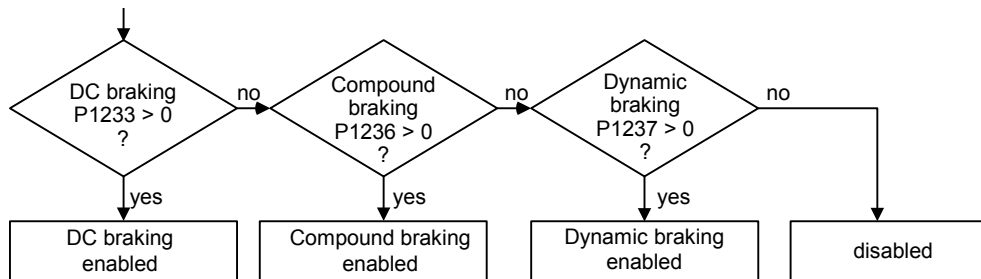 DC braking
P1233 > 0
?
no
Compound
braking
P1236 > 0
?
no
Dynamic
braking
P1237 > 0
?
no
yes
yes
yes
DC braking
enabled
Compound braking
enabled
Dynamic braking
enabled
disabled